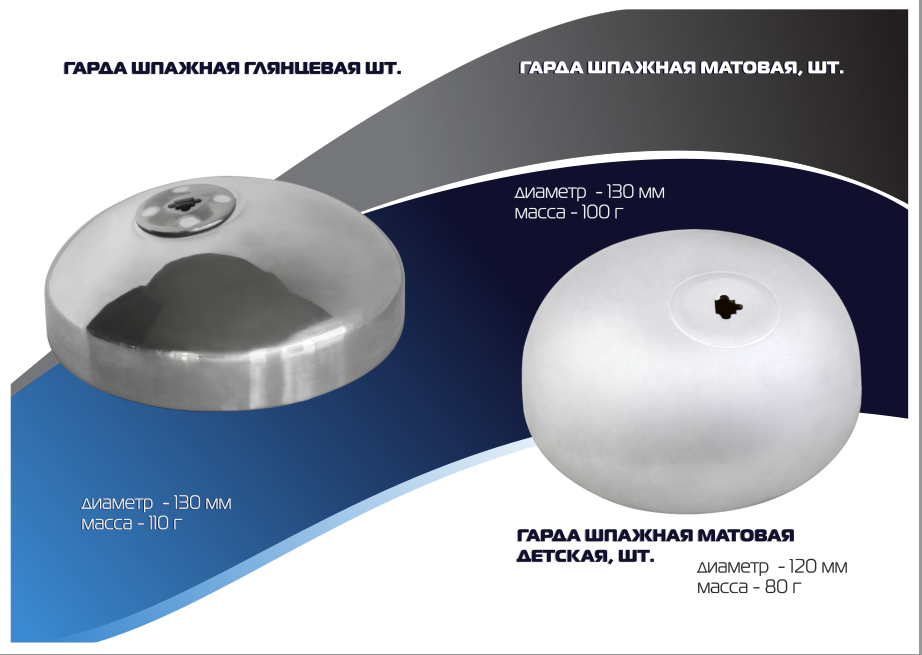 ГАРДА ШПАЖНАЯ ГЛЯНЦЕВАЯ ШТ.
диаметр - 130 мм
масса - 110 г
ГАРДА ШПАЖНАЯ МАТОВАЯ, ШТ.
диаметр - 130 мм
масса - 100 г
ГАРДА ШПАЖНАЯ МАТОВАЯ
ДЕТСКАЯ, ШТ.
диаметр - 120 мм
масса - 80 г